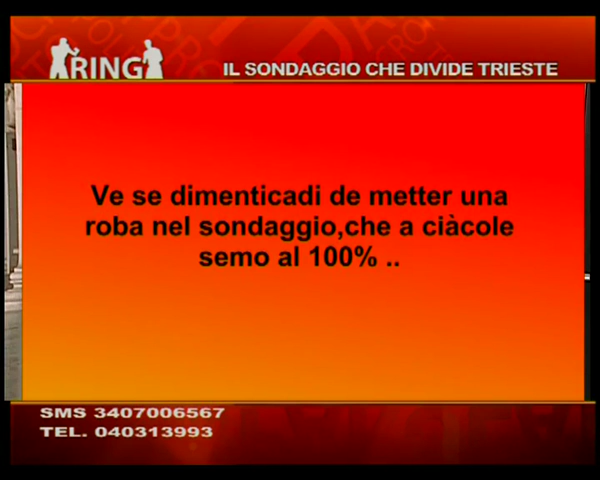 RING
IL SONDAGGIO CHE DIVIDE TRIESTE
Ve se dimenticadi de metter una
roba nel sondaggio,che a ciàcole
semo al 100% ..
SMS 3407006567
TEL. 040313993